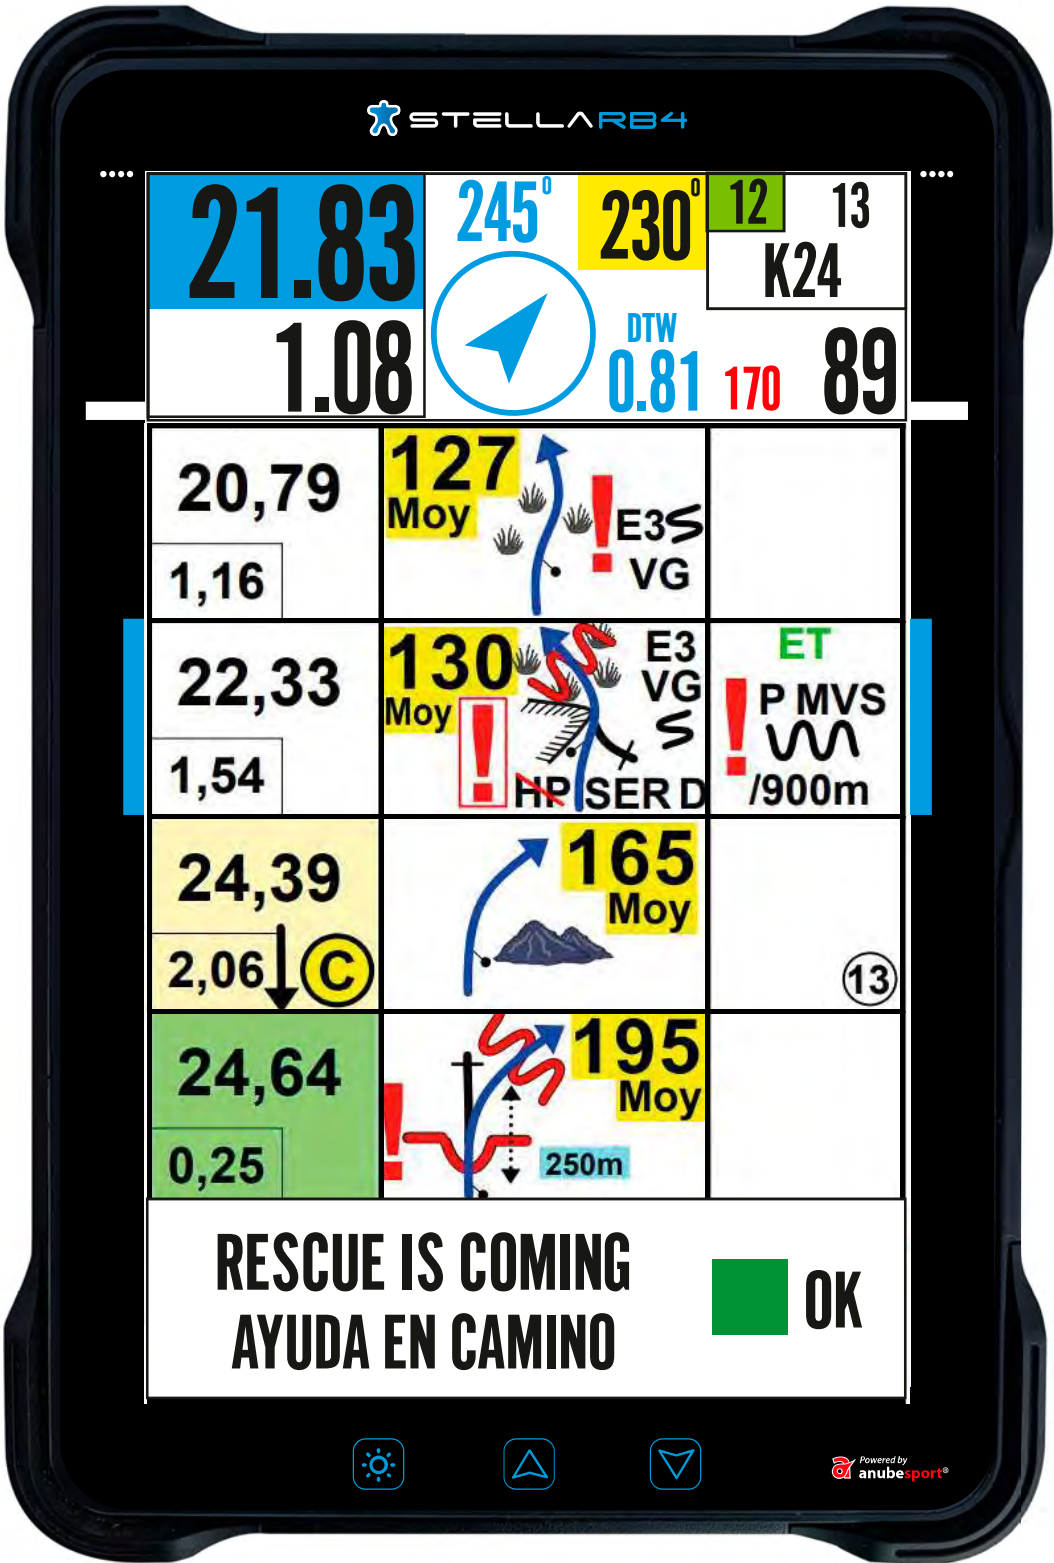 STELLARB4
21.83
245°
230°
12
13
K24
1.08
DTW
0.81
170
89
20,79
1,16
127
Moy
! E3S
VG
22,33
1,54
130
Moy
!
E3
VG
S
HP/SER D
ET
! P MVS
/900m
24,39
2,06
C
165
Moy
13
24,64
0,25
!
195
Moy
250m
RESCUE IS COMING
AYUDA EN CAMINO
OK
Powered by
anubesport®